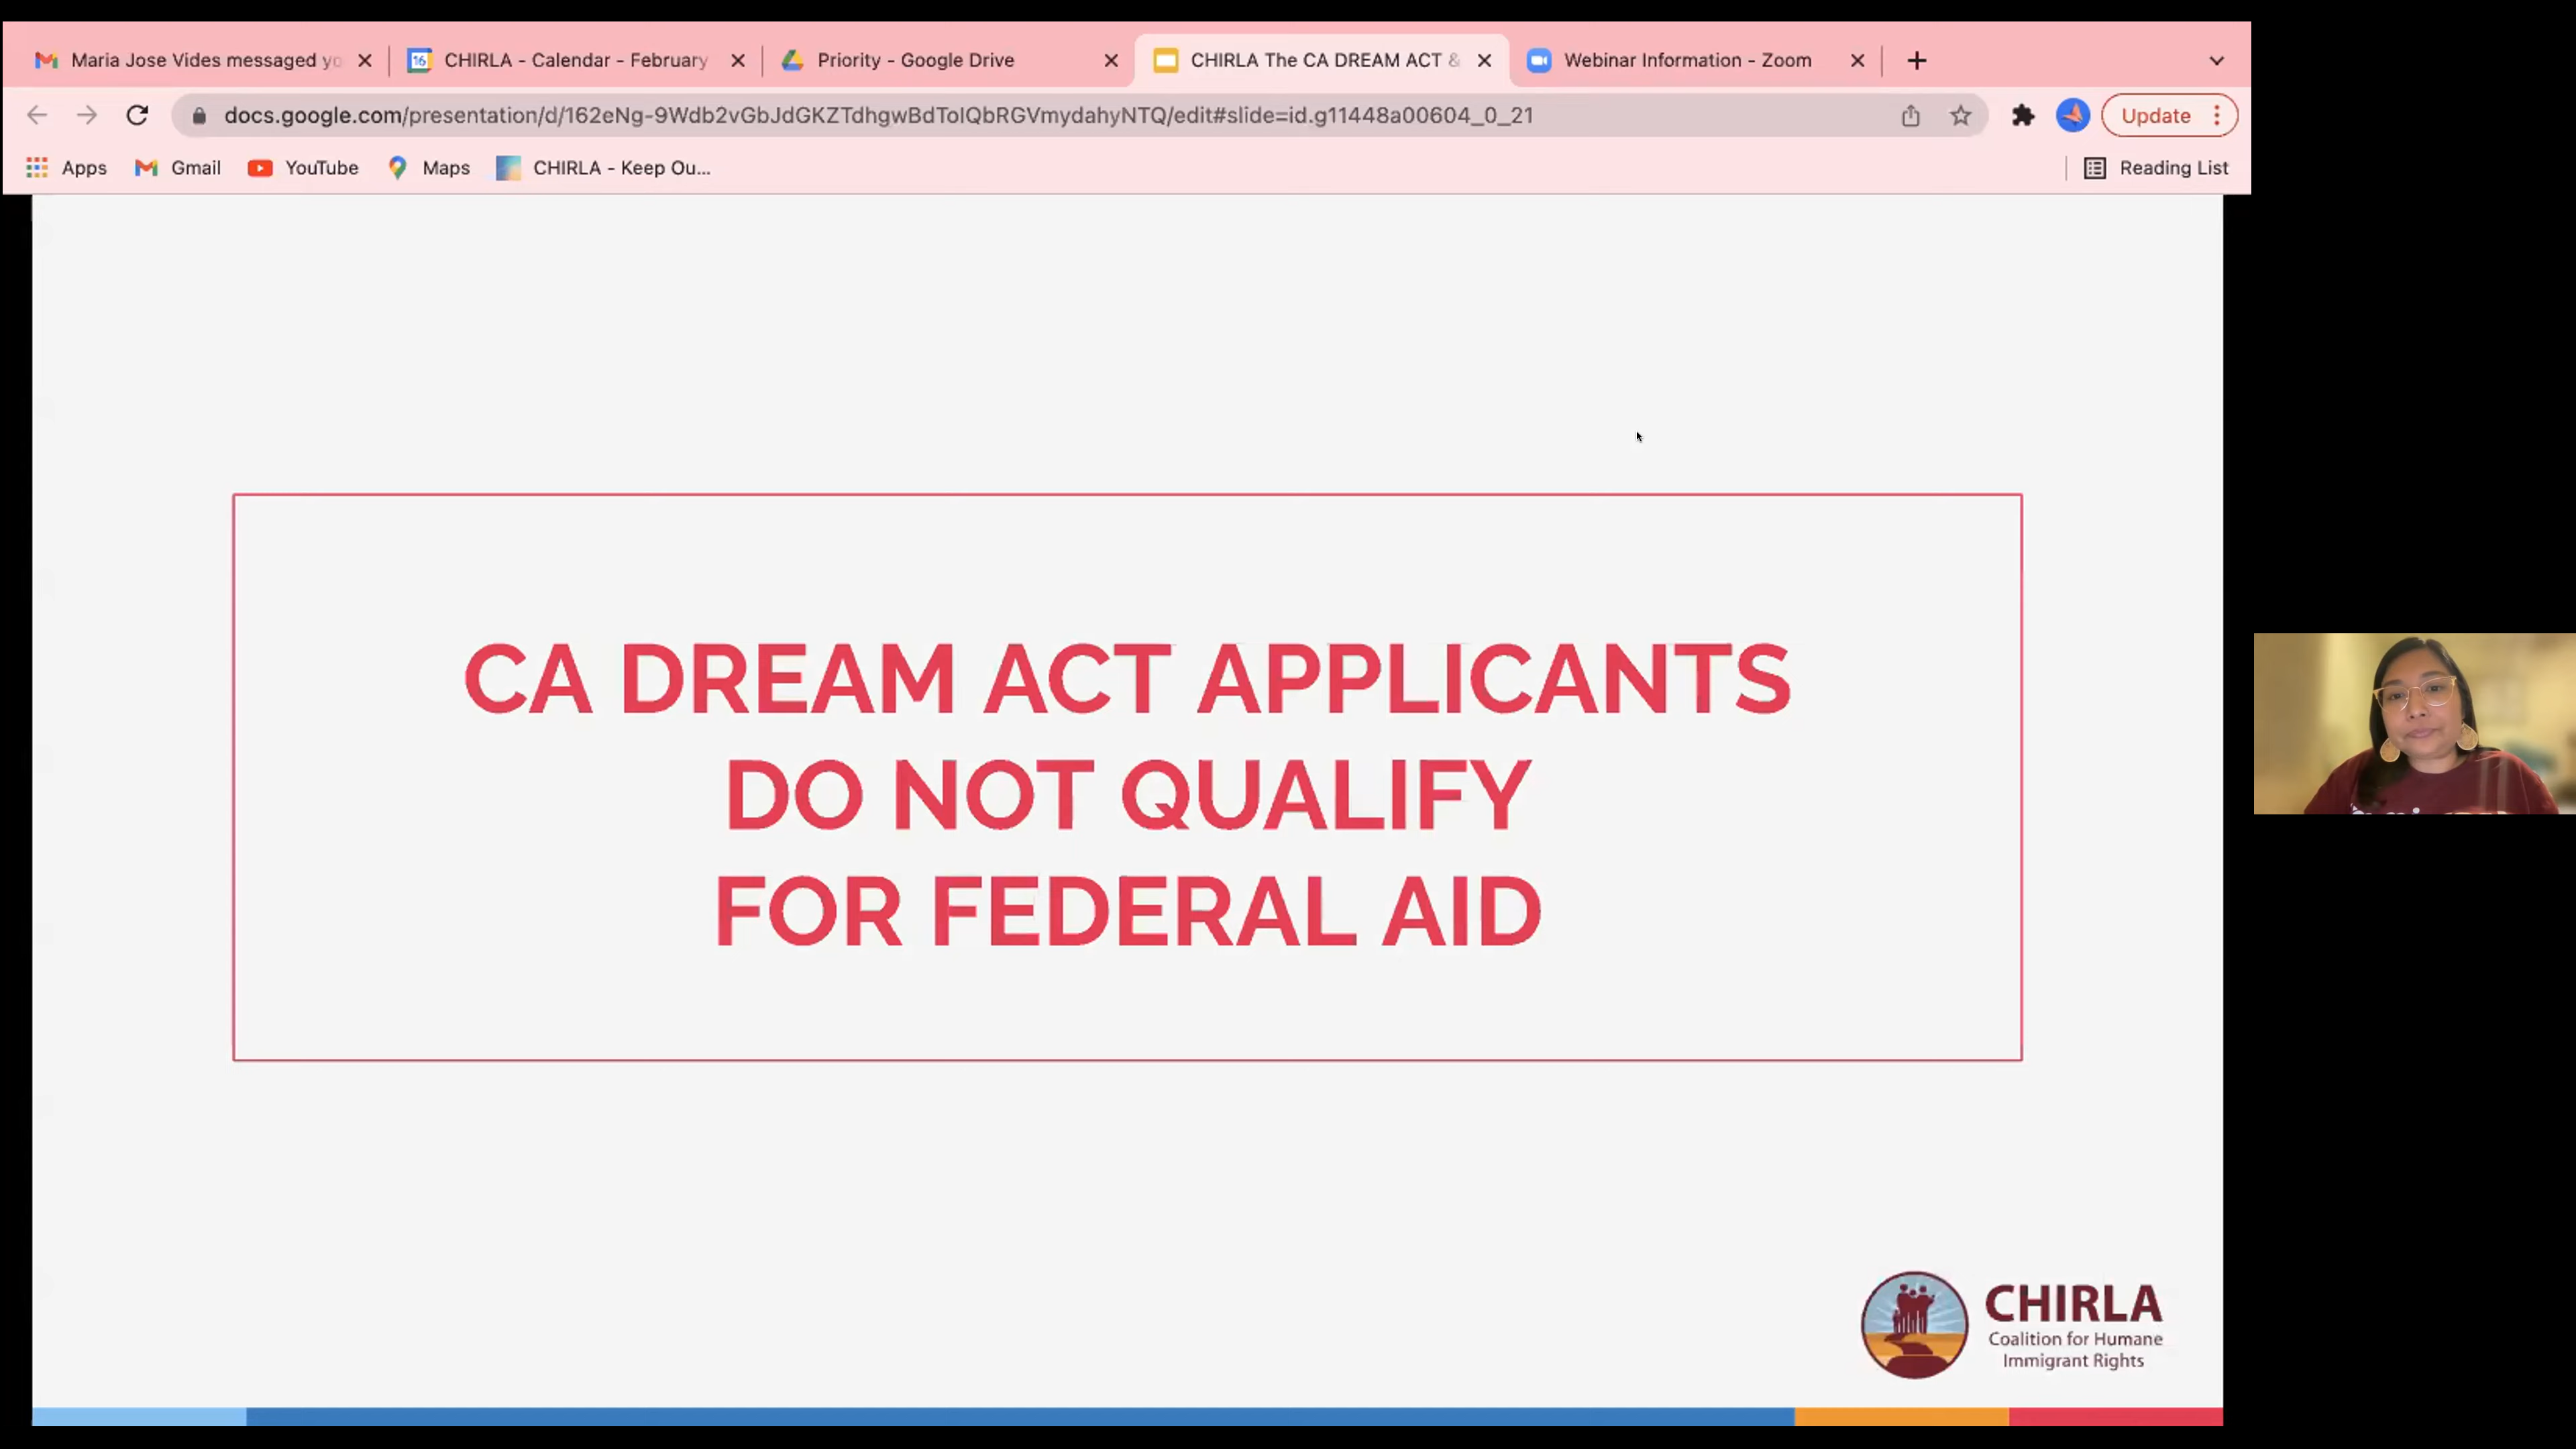 Maria Jose Vides messaged yo
CHIRLA - Calendar - February
Priority - Google Drive
CHIRLA The CA DREAM ACT &
Webinar Information - Zoom
docs.google.com/presentation/d/162eNg-9Wdb2vGbJdGKZTdhgwBdToIQbRGVmydahyNTQ/edit#slide=id.g11448a00604_0_21
Update
Apps
Gmail
YouTube
Maps
CHIRLA - Keep Ou...
Reading List
CA DREAM ACT APPLICANTS
DO NOT QUALIFY
FOR FEDERAL AID
CHIRLA
Coalition for Humane
Immigrant Rights